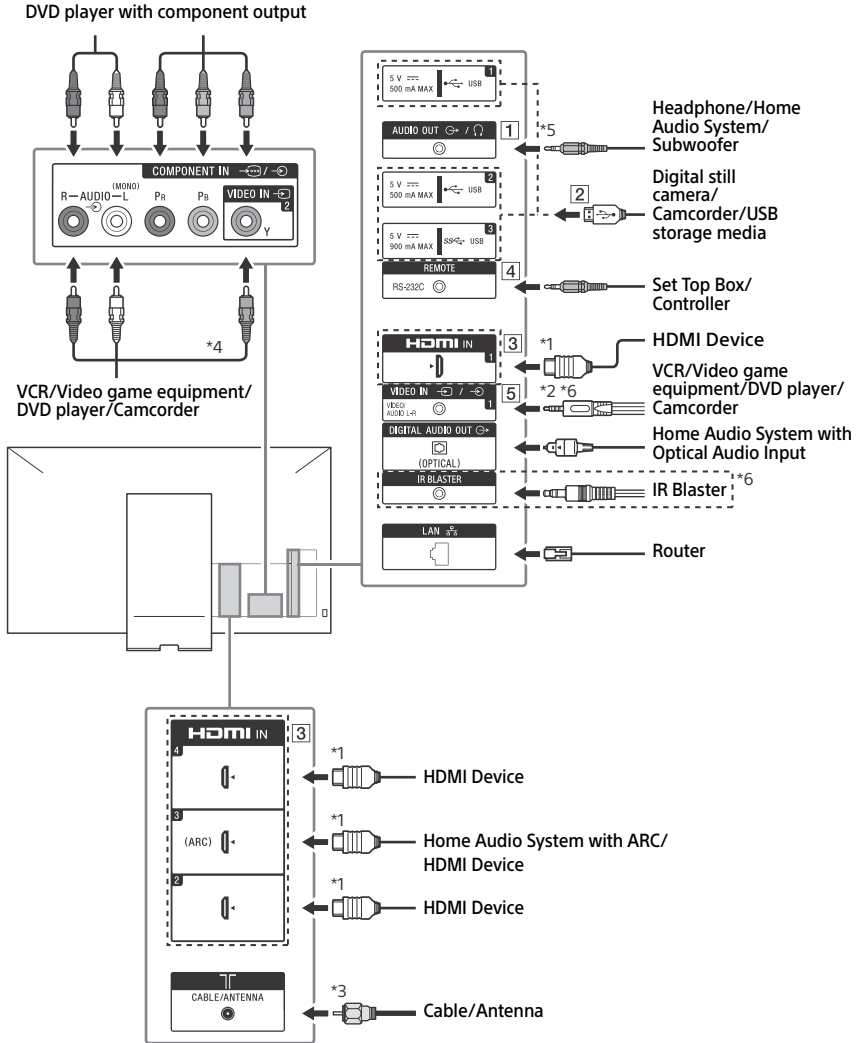 DVD player with component output
COMPONENT IN
R—AUDIO—L
(MONO)
PR
PB
VIDEO IN
2
Y
*4
VCR/Video game equipment/
DVD player/Camcorder
5 V
500 mA MAX
USB
1
AUDIO OUT
/
1
*5
Headphone/Home
Audio System/
Subwoofer
5 V
500 mA MAX
USB
2
2
Digital still
camera/
Camcorder/USB
storage media
5 V
900 mA MAX
SS
USB
3
REMOTE
RS-232C
4
Set Top Box/
Controller
HDMI IN
1
3
*1
HDMI Device
VIDEO IN
/
VIDEO/
AUDIO L-R
1
5
*2 *6
VCR/Video game
equipment/DVD player/
Camcorder
DIGITAL AUDIO OUT
(OPTICAL)
Home Audio System with
Optical Audio Input
IR BLASTER
IR Blaster
*6
LAN
Router
HDMI IN
3
4
*1
HDMI Device
3
(ARC)
*1
Home Audio System with ARC/
HDMI Device
2
*1
HDMI Device
CABLE/ANTENNA
*3
Cable/Antenna